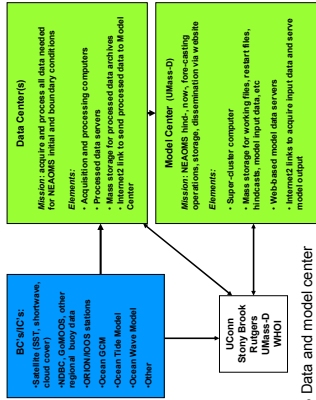 BC's/IC's:
•Satellite (SST, shortwave,
cloud cover)
•NDBC, GoMOOS, other
regional buoy data
•ORION/IOOS stations
•Ocean GCM
•Ocean Tide Model
•Ocean Wave Model
•Other
Data Center(s)
Mission: acquire and process all data needed
for NEAOMS initial and boundary conditions
Elements:
• Acquisition and processing computers
• Processed data servers
• Mass storage for processed data archives
• Internet2 link to send processed data to Model
Center
UConn
Stony Brook
Rutgers
UMass-D
WHOI
Model Center (UMass-D)
Mission: NEAOMS hind-, now-, fore-casting
operations, storage, dissemination via website
Elements:
• Super-cluster computer
• Mass storage for working files, restart files,
hindcasts, model input data, etc
• Web-based model data servers
• Internet2 links to acquire input data and serve
model output
Data and model center